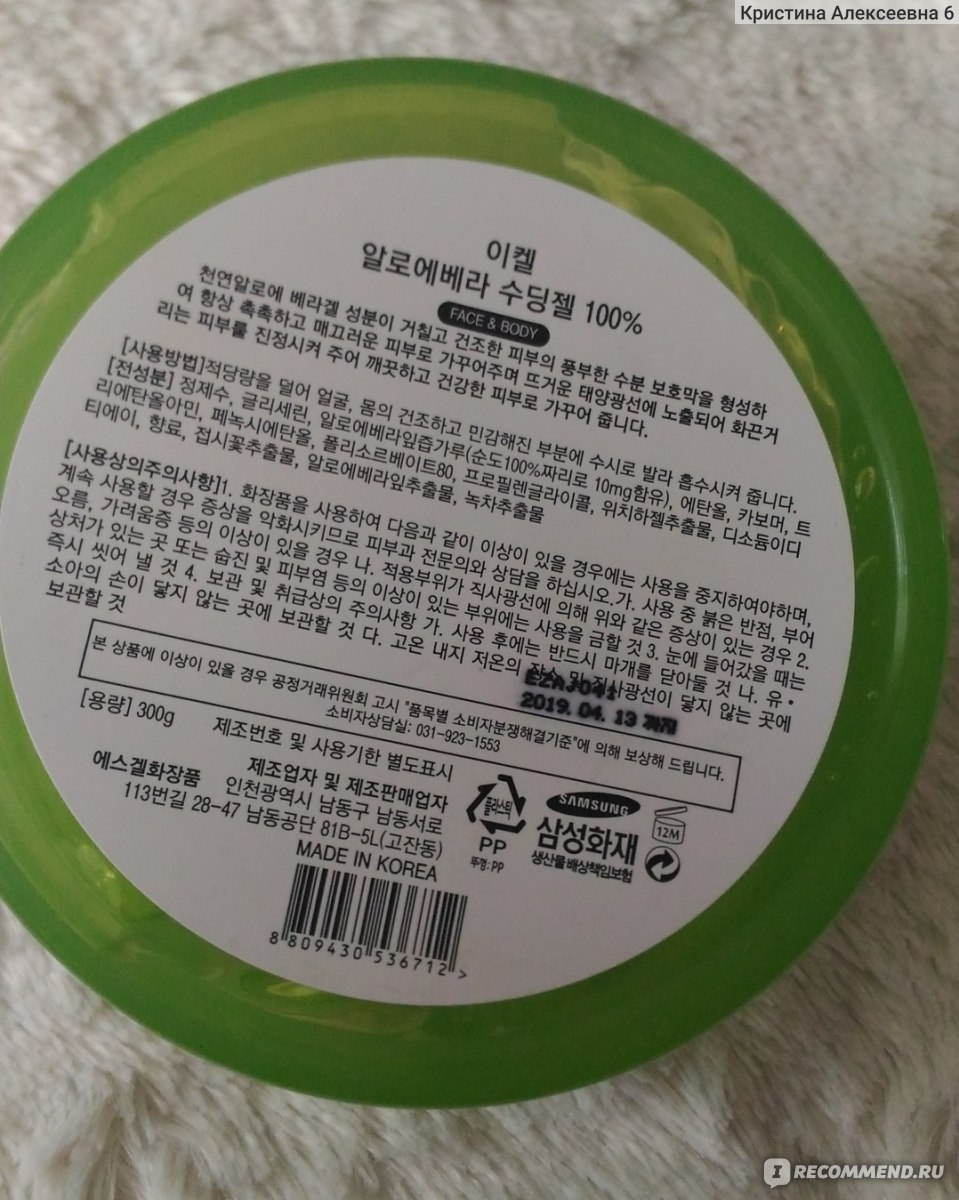 Кристина Алексеевна 6
이켈
알로에베라 수딩젤 100%
FACE & BODY
천연알로에 베라겔 성분이 거칠고 건조한 피부의 풍부한 수분 보호막을 형성하
여 항상 촉촉하고 매끄러운 피부로 가꾸어주며 뜨거운 태양광선에 노출되어 화끈거
리는 피부를 진정시켜 주어 깨끗하고 건강한 피부로 가꾸어 줍니다.
[사용방법]적당량을 덜어 얼굴, 몸의 건조하고 민감해진 부분에 수시로 발라 흡수시켜 줍니다.
[전성분] 정제수, 글리세린, 알로에베라잎즙가루(순도100%짜리로 10mg함유), 에탄올, 카보머, 트
리에탄올아민, 페녹시에탄올, 폴리소르베이트80, 프로필렌글라이콜, 위치하젤추출물, 디소듐이디
티에이, 향료, 접시꽃추출물, 알로에베라잎추출물, 녹차추출물
[사용상의주의사항]1. 화장품을 사용하여 다음과 같이 이상이 있을 경우에는 사용을 중지하여야하며,
계속 사용할 경우 증상을 악화시키므로 피부과 전문의와 상담을 하십시오.가. 사용 중 붉은 반점, 부어
오름, 가려움증 등의 이상이 있을 경우 나. 적용부위가 직사광선에 의해 위와 같은 증상이 있는 경우 2.
상처가 있는 곳 또는 습진 및 피부염 등의 이상이 있는 부위에는 사용을 금할 것 3. 눈에 들어갔을 때는
즉시 씻어 낼 것 4. 보관 및 취급상의 주의사항 가. 사용 후에는 반드시 마개를 닫아둘 것 나. 유·
소아의 손이 닿지 않는 곳에 보관할 것 다. 고온 내지 저온의 장소 및 직사광선이 닿지 않는 곳에
보관할 것
2019. 04. 13 까지
본 상품에 이상이 있을 경우 공정거래위원회 고시 "품목별 소비자분쟁해결기준"에 의해 보상해 드립니다.
소비자상담실: 031-923-1553
[용량] 300g
제조번호 및 사용기한 별도표시
제조업자 및 제조판매업자
에스겔화장품 인천광역시 남동구 남동서로
113번길 28-47 남동공단 81B-5L(고잔동)
MADE IN KOREA
8 809430 536712 >
플라스틱
PP
뚜껑: PP
SAMSUNG
삼성화재
생산물배상책임보험
12M
IRECOMMEND.RU